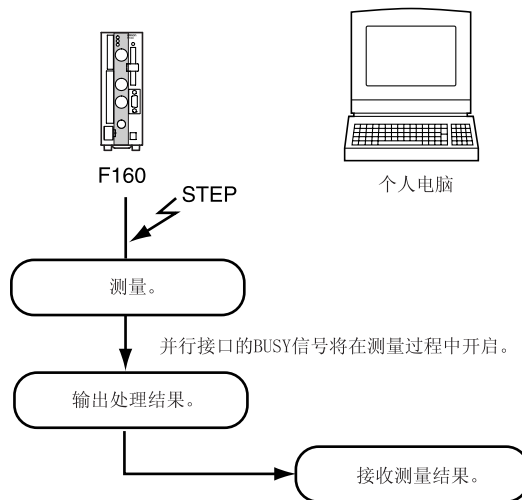 F160
个人电脑
STEP
测量。
并行接口的BUSY信号将在测量过程中开启。
输出处理结果。
接收测量结果。